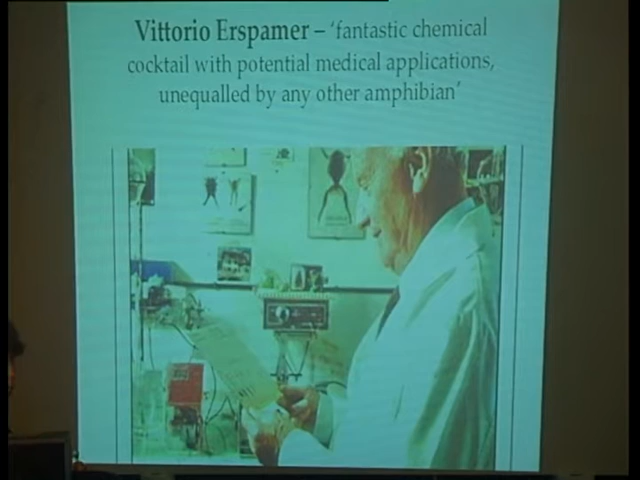 Vittorio Erspamer – 'fantastic chemical
cocktail with potential medical applications,
unequalled by any other amphibian'